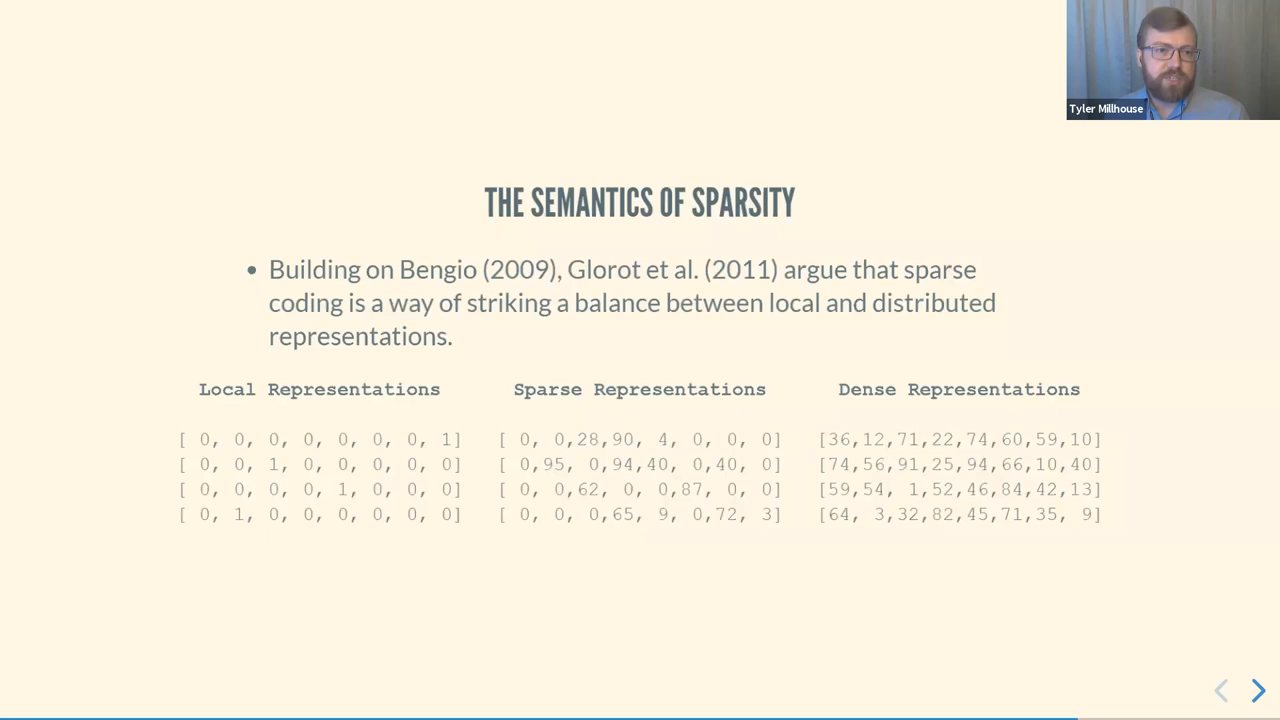 Tyler Millhouse
THE SEMANTICS OF SPARSITY
• Building on Bengio (2009), Glorot et al. (2011) argue that sparse
coding is a way of striking a balance between local and distributed
representations.
Local Representations Sparse Representations Dense Representations
[ 0, 0, 0, 0, 0, 0, 0, 1] [ 0, 0,28,90, 4, 0, 0, 0] [36,12,71,22,74,60,59,10]
[ 0, 0, 1, 0, 0, 0, 0, 0] [ 0,95, 0,94,40, 0,40, 0] [74,56,91,25,94,66,10,40]
[ 0, 0, 0, 0, 1, 0, 0, 0] [ 0, 0,62, 0, 0,87, 0, 0] [59,54, 1,52,46,84,42,13]
[ 0, 1, 0, 0, 0, 0, 0, 0] [ 0, 0, 0,65, 9, 0,72, 3] [64, 3,32,82,45,71,35, 9]